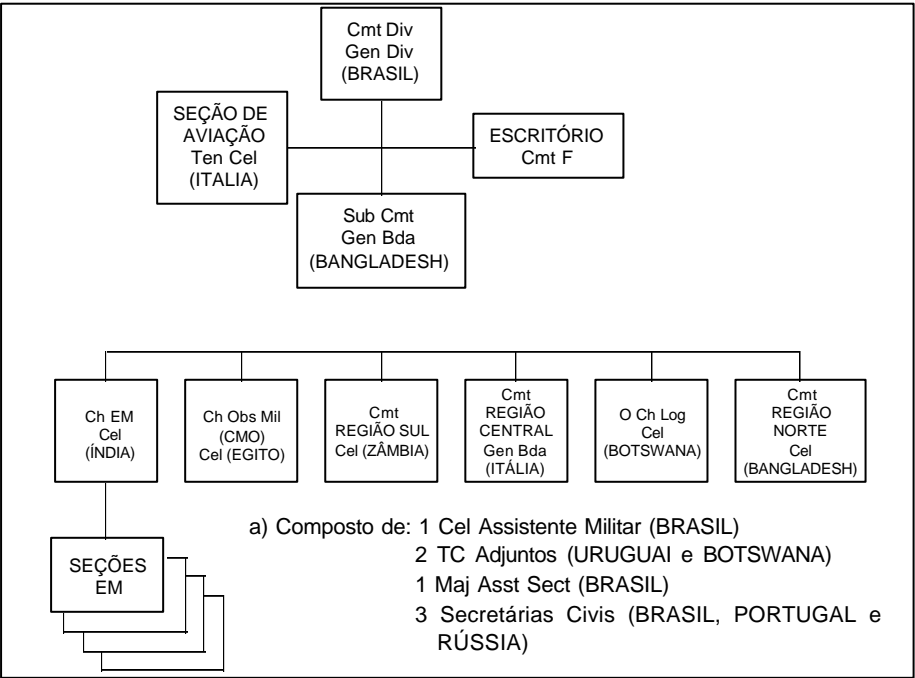 Cmt Div
Gen Div
(BRASIL)
SEÇÃO DE
AVIAÇÃO
Ten Cel
(ITALIA)
ESCRITÓRIO
Cmt F
Sub Cmt
Gen Bda
(BANGLADESH)
Ch EM
Cel
(ÍNDIA)
Ch Obs Mil
(CMO)
Cel (EGITO)
Cmt
REGIÃO SUL
Cel (ZÂMBIA)
Cmt
REGIÃO
CENTRAL
Gen Bda
(ITÁLIA)
O Ch Log
Cel
(BOTSWANA)
Cmt
REGIÃO
NORTE
Cel
(BANGLADESH)
SEÇÕES
EM
a) Composto de: 1 Cel Assistente Militar (BRASIL)
2 TC Adjuntos (URUGUAI e BOTSWANA)
1 Maj Asst Sect (BRASIL)
3 Secretárias Civis (BRASIL, PORTUGAL e
RÚSSIA)